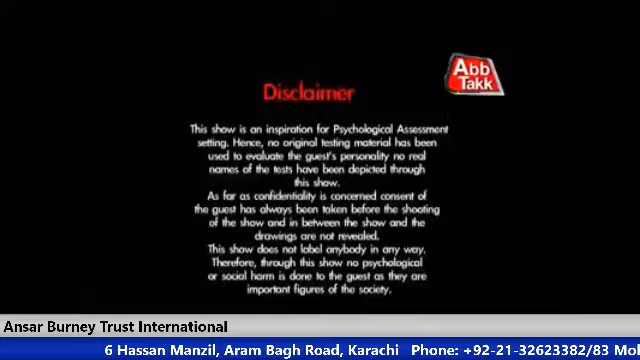 Abb
Takk
Disclaimer
This show is an inspiration for Psychological Assessment
setting. Hence, no original testing material has been
used to evaluate the guest's personality no real
names of the tests have been depicted through
this show.
As far as confidentiality is concerned consent of
the guest has always been taken before the shooting
of the show and in between the show and the
drawings are not revealed.
This show does not label anybody in any way.
Therefore, through this show no psychological
or social harm is done to the guest as they are
important figures of the society.
Ansar Burney Trust International
6 Hassan Manzil, Aram Bagh Road, Karachi Phone: +92-21-32623382/83 Mol